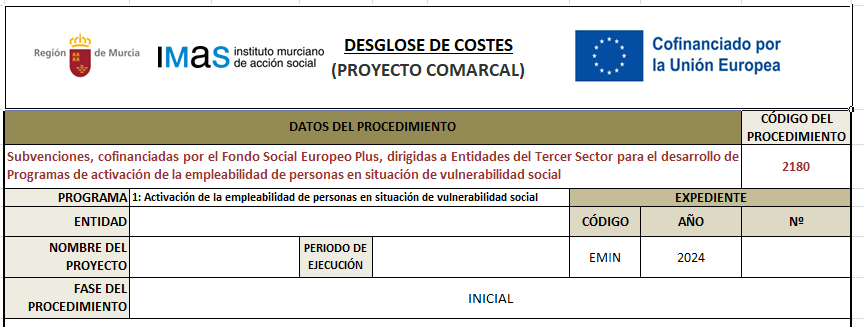 Región de Murcia
IMAS instituto murciano
de acción social
DESGLOSE DE COSTES
(PROYECTO COMARCAL)
Cofinanciado por
la Unión Europea
DATOS DEL PROCEDIMIENTO
CÓDIGO DEL
PROCEDIMIENTO
Subvenciones, cofinanciadas por el Fondo Social Europeo Plus, dirigidas a Entidades del Tercer Sector para el desarrollo de
Programas de activación de la empleabilidad de personas en situación de vulnerabilidad social
2180
PROGRAMA 1: Activación de la empleabilidad de personas en situación de vulnerabilidad social
EXPEDIENTE
ENTIDAD
CÓDIGO AÑO Nº
NOMBRE DEL
PROYECTO
PERIODO DE
EJECUCIÓN
EMIN 2024
FASE DEL
PROCEDIMIENTO
INICIAL